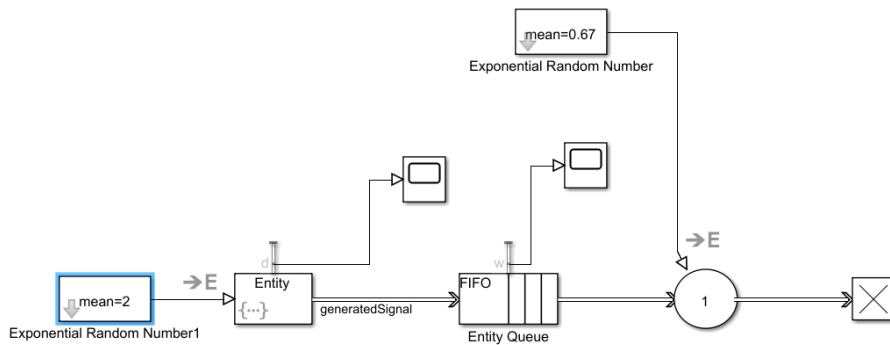 mean=0.67
Exponential Random Number
d
w
E
E
Entity
FIFO
mean=2
{...}
1
generatedSignal
Exponential Random Number1
Entity Queue